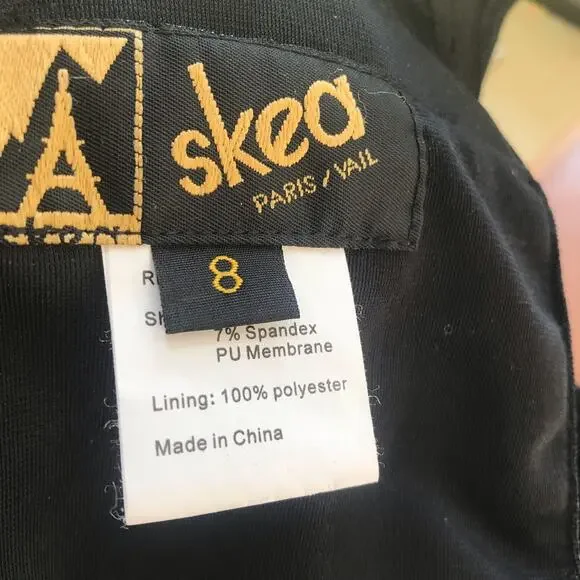 skea
PARIS / VAIL
8
7% Spandex
PU Membrane
Lining: 100% polyester
Made in China